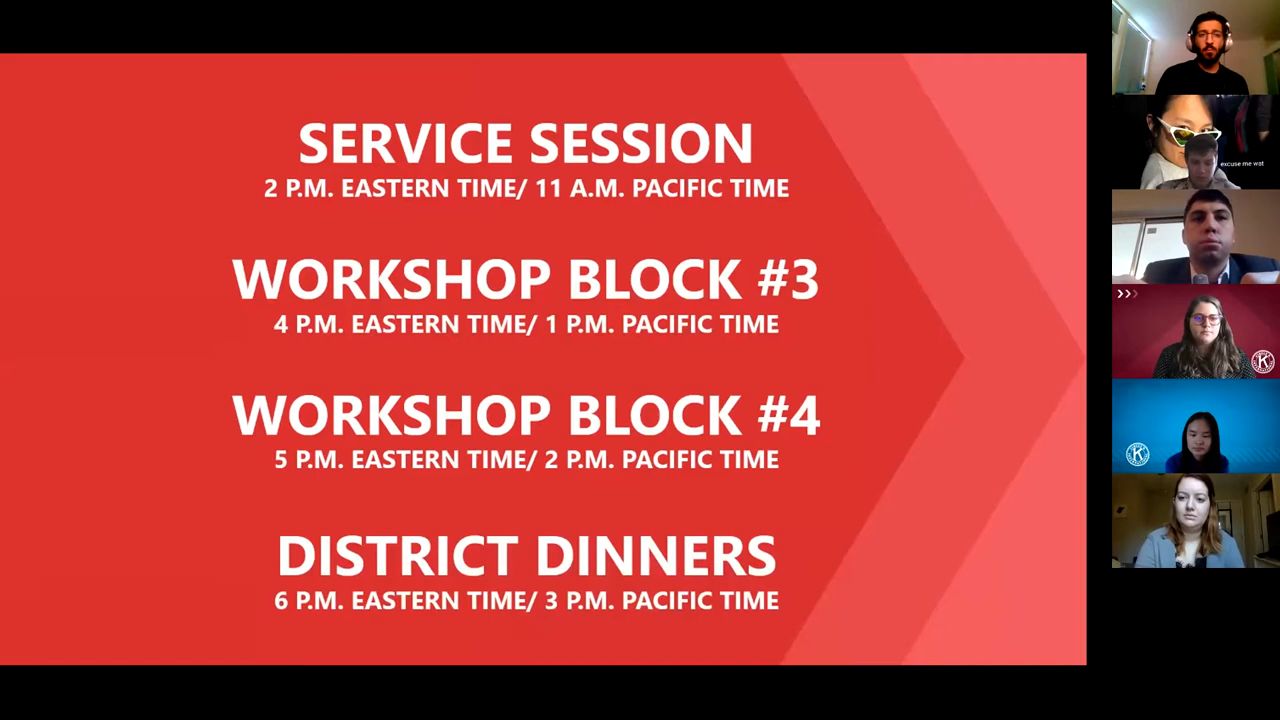 SERVICE SESSION
2 P.M. EASTERN TIME/ 11 A.M. PACIFIC TIME
WORKSHOP BLOCK #3
4 P.M. EASTERN TIME/ 1 P.M. PACIFIC TIME
WORKSHOP BLOCK #4
5 P.M. EASTERN TIME/ 2 P.M. PACIFIC TIME
DISTRICT DINNERS
6 P.M. EASTERN TIME/ 3 P.M. PACIFIC TIME
excuse me wat
K
K